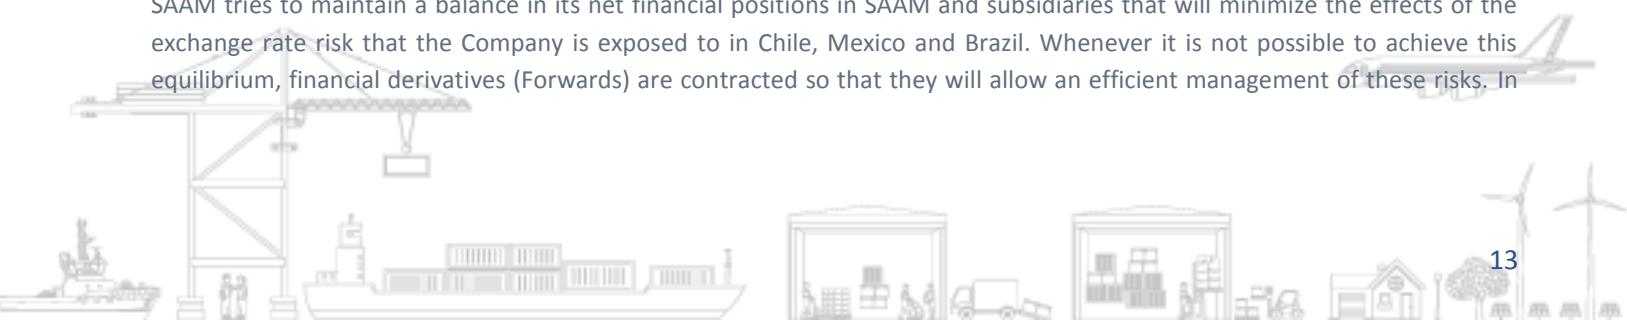 SAAM tries to maintain a balance in its net financial positions in SAAM and subsidiaries that will minimize the effects of the
exchange rate risk that the Company is exposed to in Chile, Mexico and Brazil. Whenever it is not possible to achieve this
equilibrium, financial derivatives (Forwards) are contracted so that they will allow an efficient management of these risks. In
13